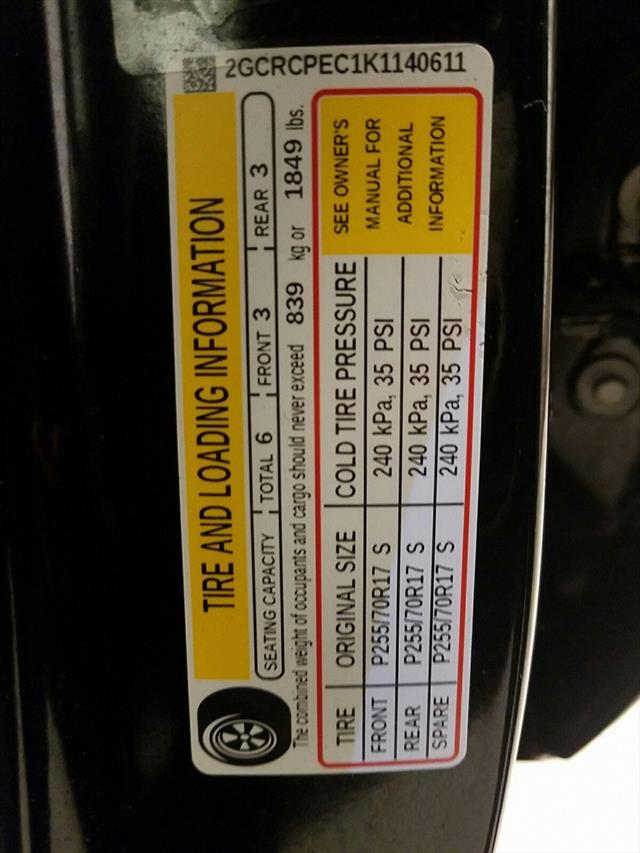 2GCRCPEC1K1140611
TIRE AND LOADING INFORMATION
SEATING CAPACITY TOTAL 6 FRONT 3 REAR 3
The combined weight of occupants and cargo should never exceed 839 kg or 1849 lbs.
TIRE ORIGINAL SIZE COLD TIRE PRESSURE SEE OWNER'S
FRONT P255/70R17 S 240 kPa, 35 PSI MANUAL FOR
REAR P255/70R17 S 240 kPa, 35 PSI ADDITIONAL
SPARE P255/70R17 S 240 kPa, 35 PSI INFORMATION